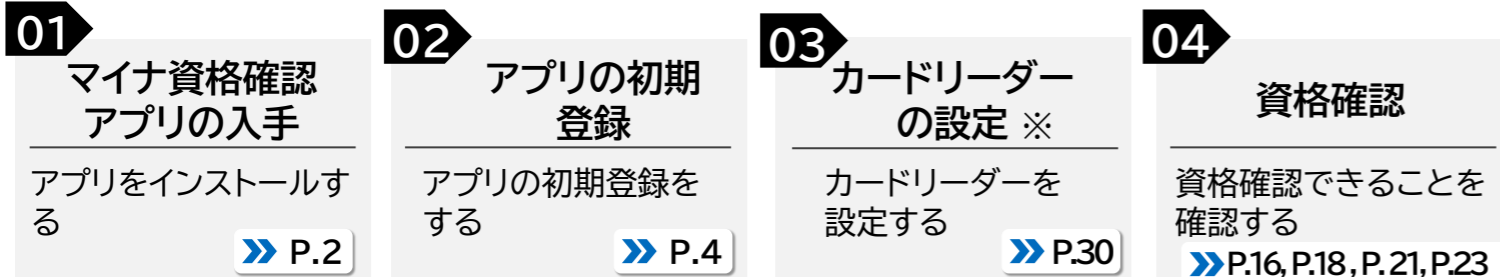 01
マイナ資格確認
アプリの入手
アプリをインストールす
る
P.2
02
アプリの初期
登録
アプリの初期登録を
する
P.4
03
カードリーダー
の設定 ※
カードリーダーを
設定する
P.30
04
資格確認
資格確認できることを
確認する
P.16, P.18, P. 21, P.23